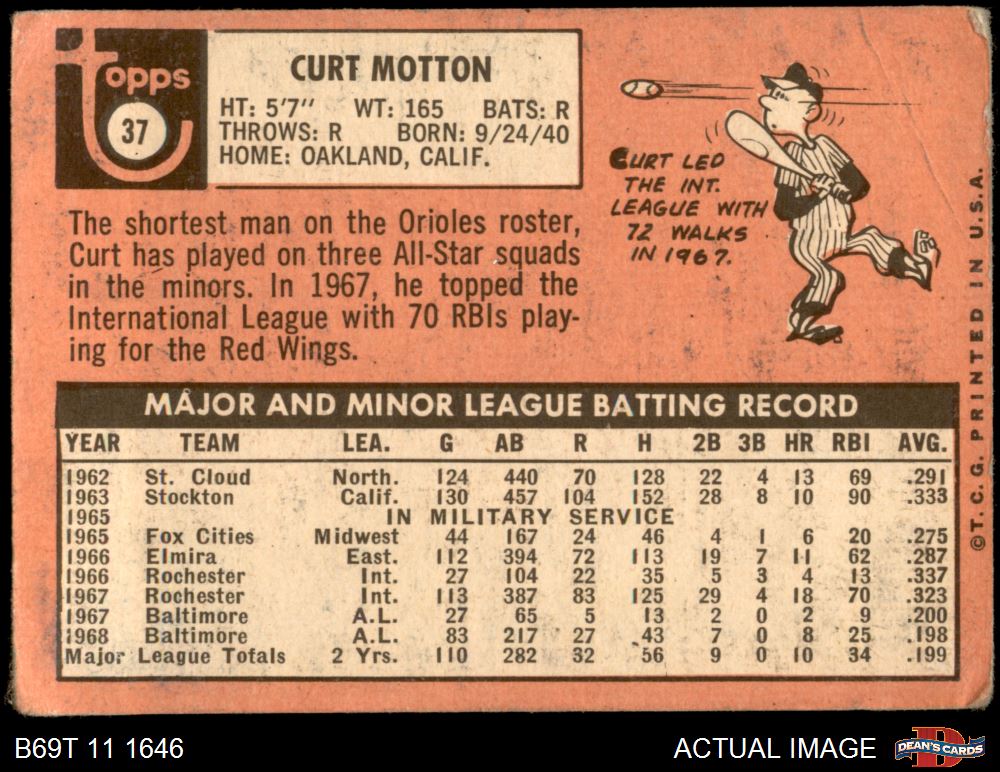 Topps
37
CURT MOTTON
HT: 5'7" WT: 165 BATS: R
THROWS: R BORN: 9/24/40
HOME: OAKLAND, CALIF.
CURT LED
THE INT.
LEAGUE WITH
72 WALKS
IN 1967.
The shortest man on the Orioles roster,
Curt has played on three All-Star squads
in the minors. In 1967, he topped the
International League with 70 RBIs play-
ing for the Red Wings.
MAJOR AND MINOR LEAGUE BATTING RECORD
YEAR TEAM LEA. G AB R H 2B 3B HR RBI AVG.
1962 St. Cloud North. 124 440 70 128 22 4 13 69 .291
1963 Stockton Calif. 130 457 104 152 28 8 10 90 .333
1965 IN MILITARY SERVICE
1965 Fox Cities Midwest 44 167 24 46 4 1 6 20 .275
1966 Elmira East. 112 394 72 113 19 7 11 62 .287
1966 Rochester Int. 27 104 22 35 5 3 4 13 .337
1967 Rochester Int. 113 387 83 125 29 4 18 70 .323
1967 Baltimore A.L. 27 65 5 13 2 0 2 9 .200
1968 Baltimore A.L. 83 217 27 43 7 0 8 25 .198
Major League Totals 2 Yrs. 110 282 32 56 9 0 10 34 .199
© T. C. G. PRINTED IN U. S. A.
B69T 11 1646
ACTUAL IMAGE
D
DEAN'S CARDS